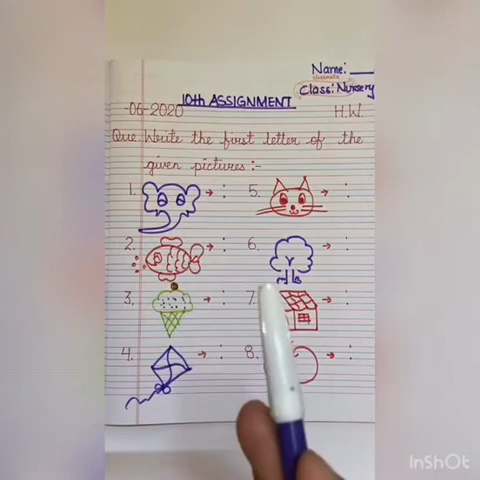 Name:
classmate
Class: Nursery
10th ASSIGNMENT
06-2020 H.W.
Que: Write the first letter of the
given pictures :-
1. → : 5. → :
2. → : 6. → :
3. → : 7. → :
4. → : 8. → :
InShOt